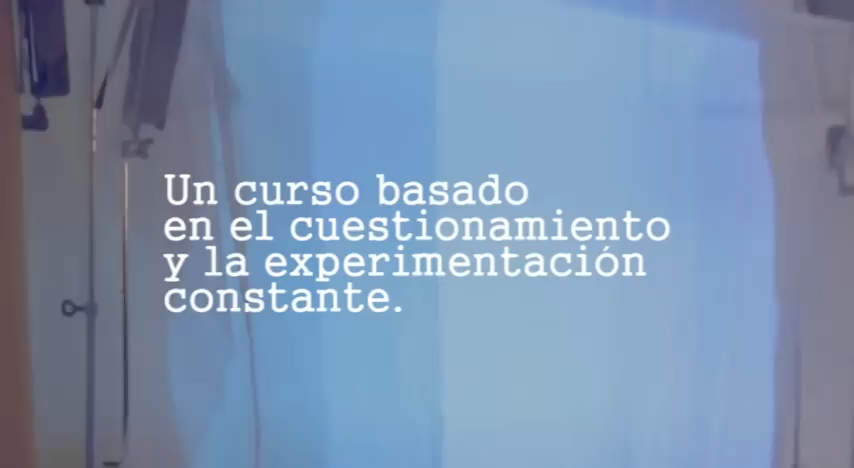 Un curso basado
en el cuestionamiento
y la experimentación
constante.